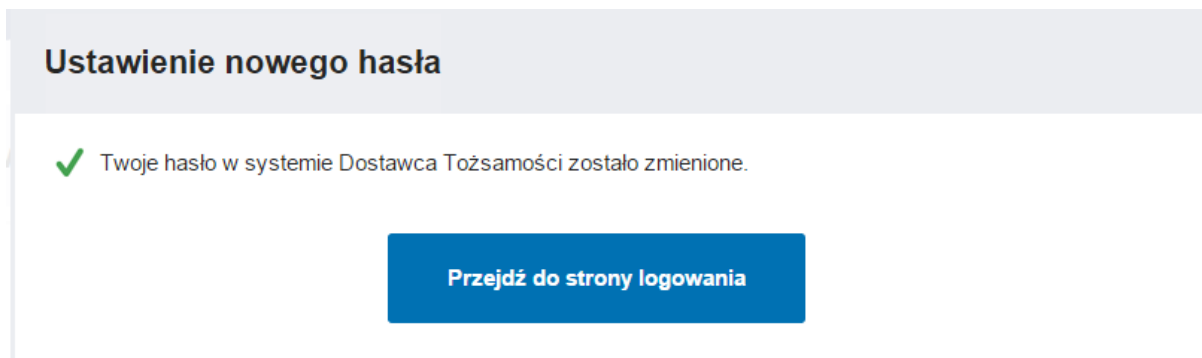 Ustawienie nowego hasła
Twoje hasło w systemie Dostawca Tożsamości zostało zmienione.
Przejdź do strony logowania